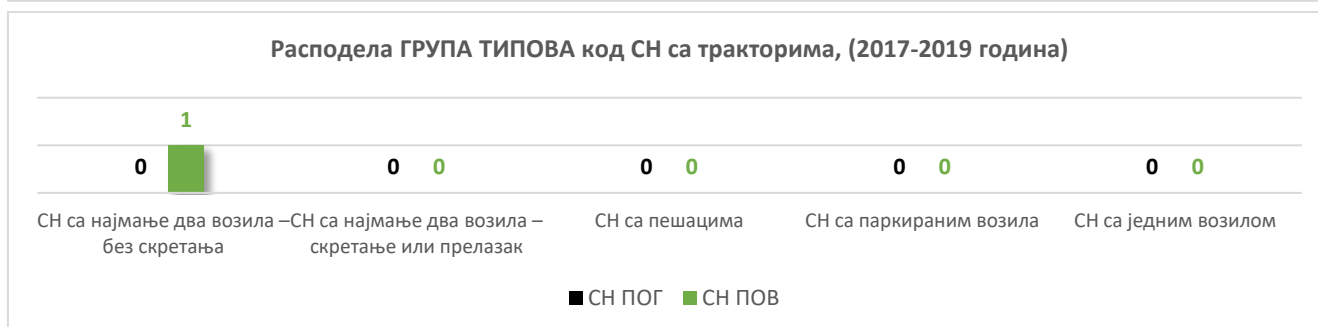 Расподела ГРУПА ТИПОВА код СН са тракторима, (2017-2019 година)
1
0 0 0 0 0 0 0 0 0
СН са најмање два возила – без скретања
СН са најмање два возила – скретање или прелазак
СН са пешацима
СН са паркираним возила
СН са једним возилом
СН ПОГ СН ПОВ